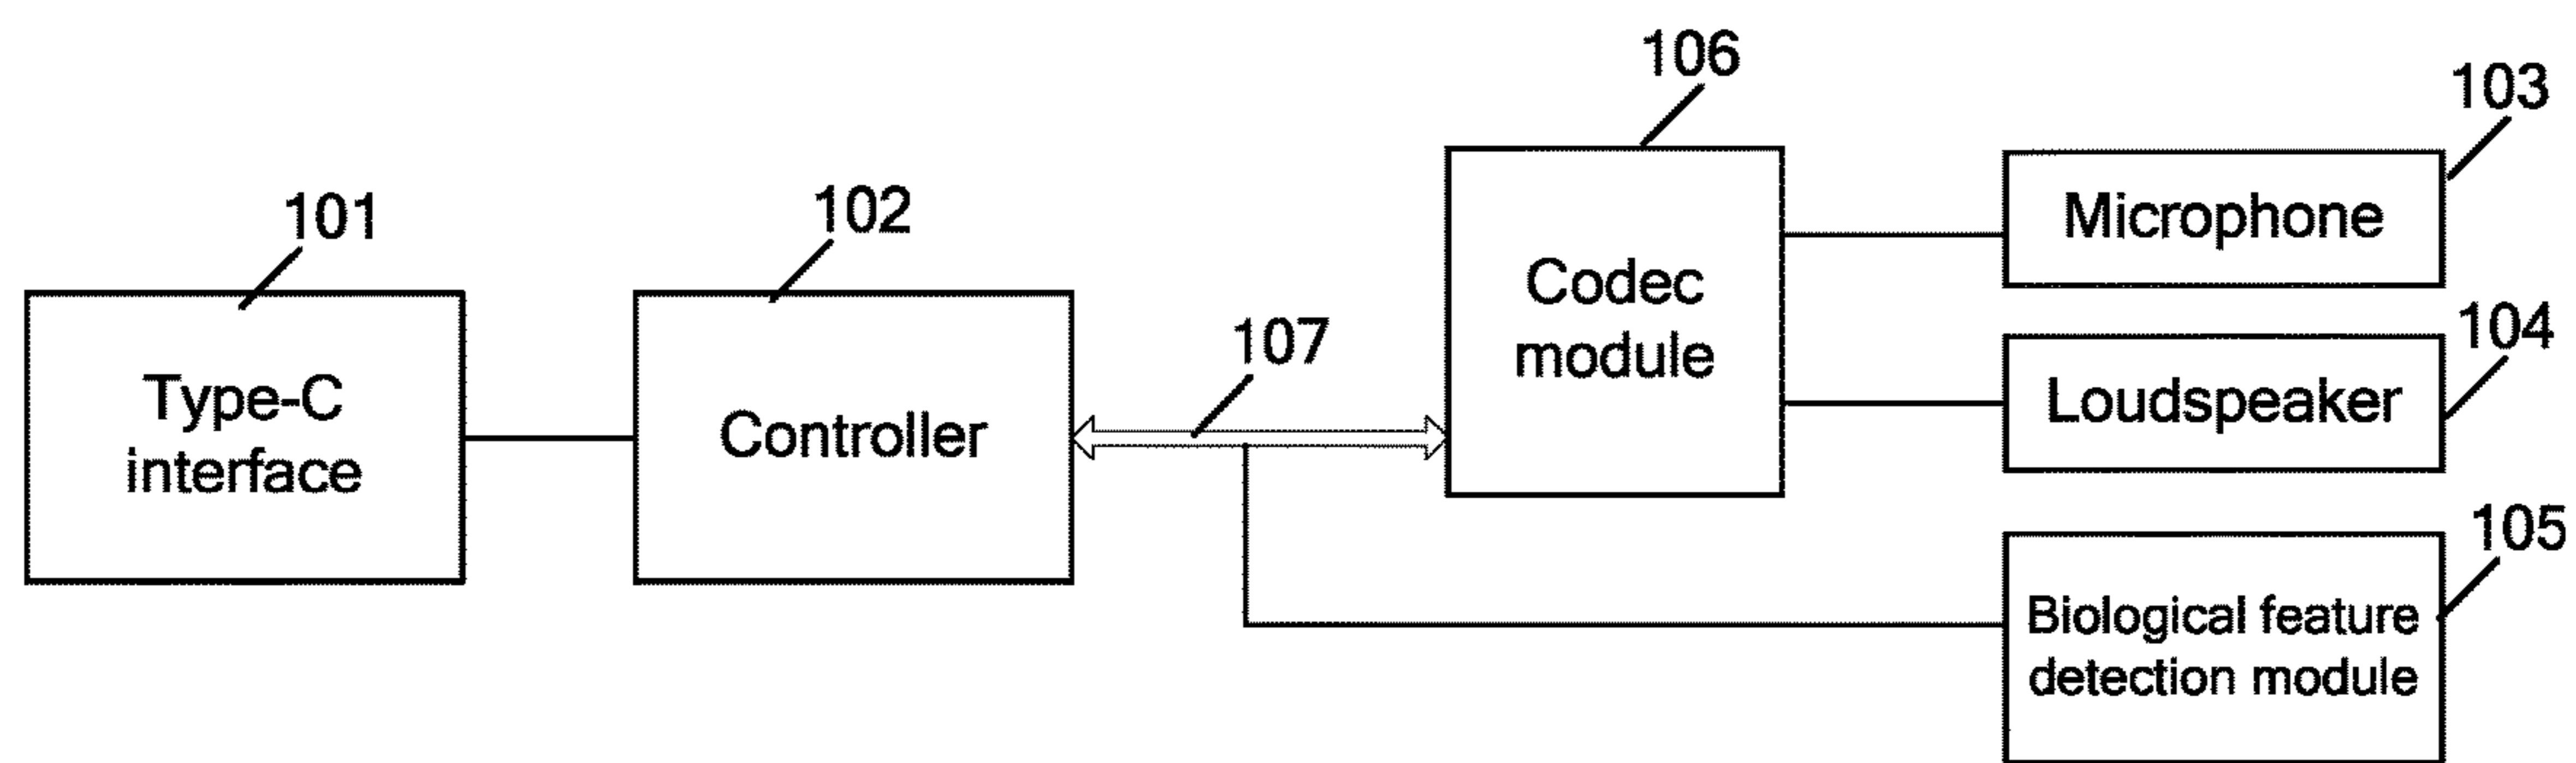 106
103
101
102
Microphone
Codec
module
107
104
Type-C
interface
Controller
Loudspeaker
105
Biological feature
detection module